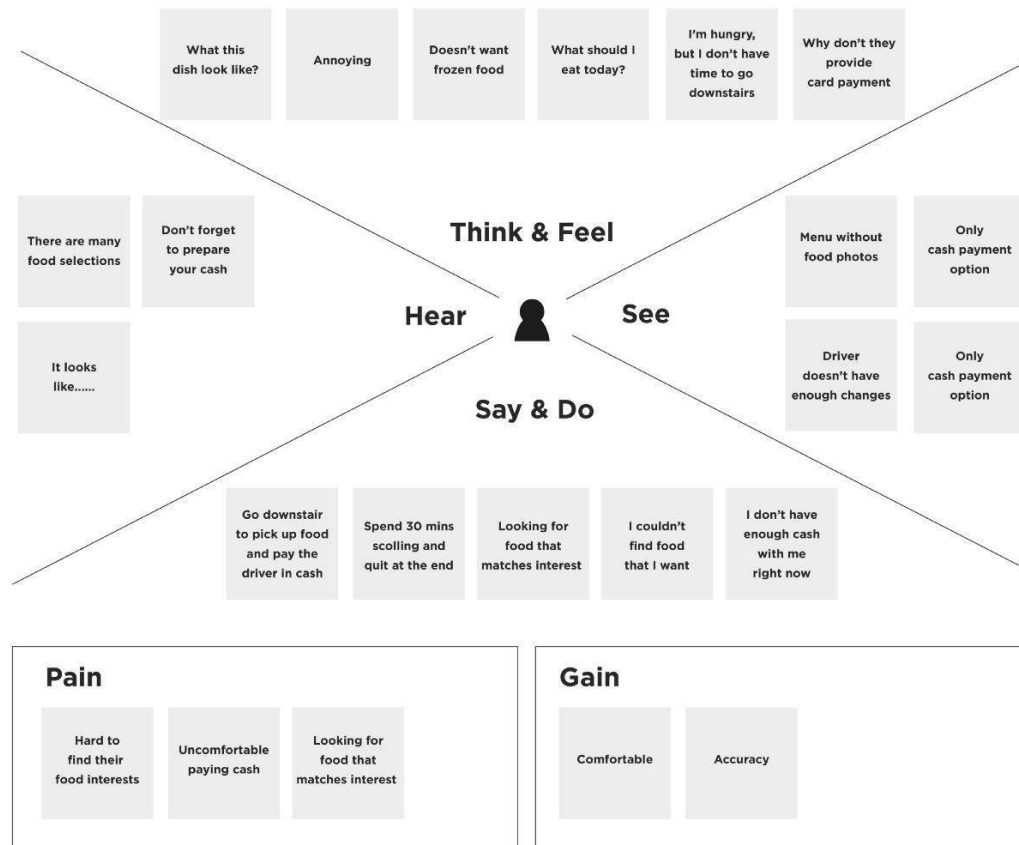 What this
dish look like?
Annoying
Doesn't want
frozen food
What should I
eat today?
I'm hungry,
but I don't have
time to go
downstairs
Why don't they
provide
card payment
Think & Feel
There are many
food selections
Don't forget
to prepare
your cash
It looks
like......
Hear
See
Menu without
food photos
Only
cash payment
option
Driver
doesn't have
enough changes
Only
cash payment
option
Say & Do
Go downstair
to pick up food
and pay the
driver in cash
Spend 30 mins
scolling and
quit at the end
Looking for
food that
matches interest
I couldn't
find food
that I want
I don't have
enough cash
with me
right now
Pain
Hard to
find their
food interests
Uncomfortable
paying cash
Looking for
food that
matches interest
Gain
Comfortable
Accuracy